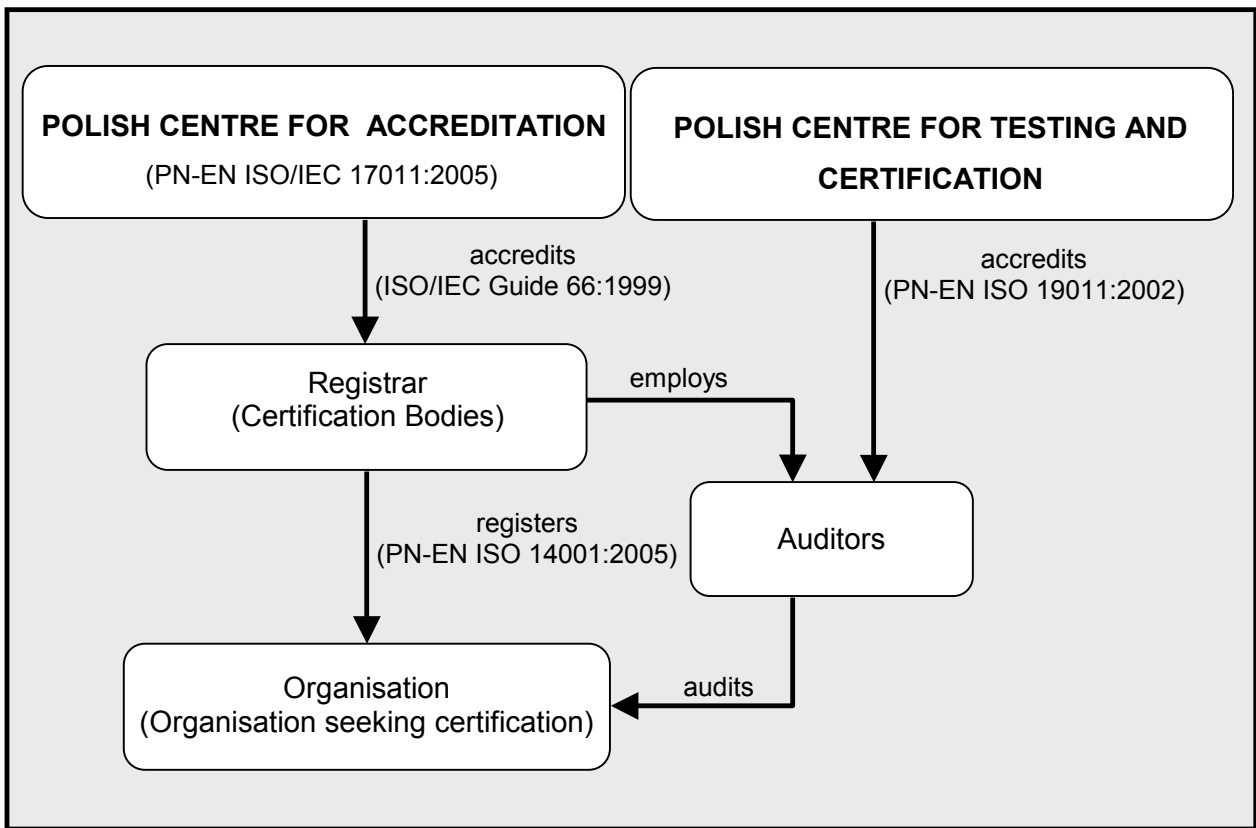 POLISH CENTRE FOR ACCREDITATION
(PN-EN ISO/IEC 17011:2005)
POLISH CENTRE FOR TESTING AND
CERTIFICATION
accredits
(ISO/IEC Guide 66:1999)
accredits
(PN-EN ISO 19011:2002)
Registrar
(Certification Bodies)
employs
registers
(PN-EN ISO 14001:2005)
Auditors
Organisation
(Organisation seeking certification)
audits